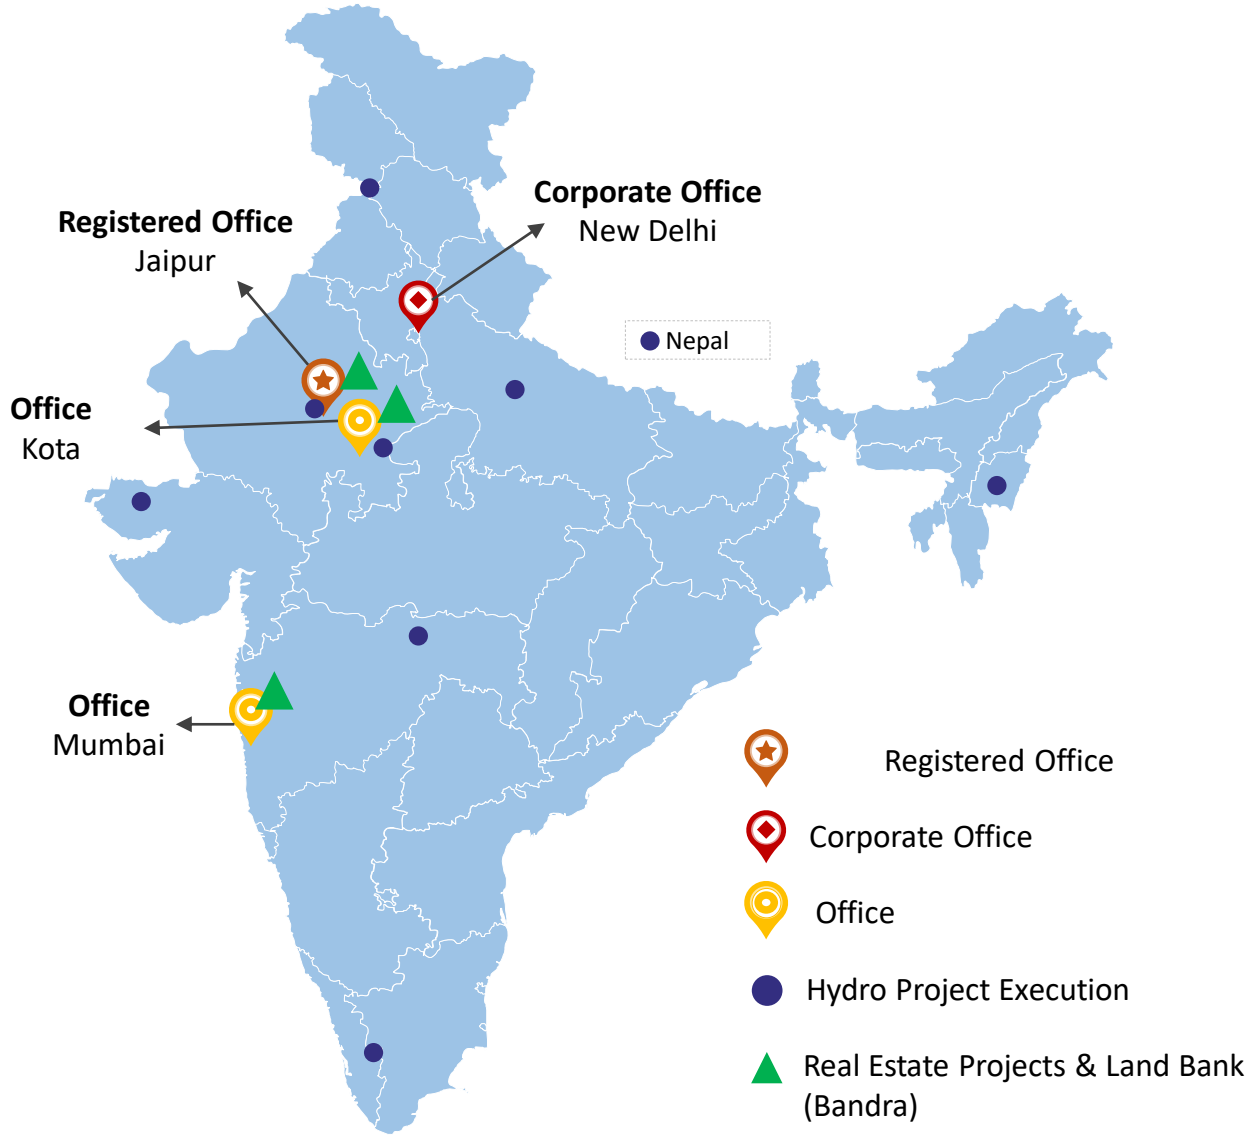 Corporate Office
New Delhi
Registered Office
Jaipur
Nepal
Office
Kota
Office
Mumbai
Registered Office
Corporate Office
Office
Hydro Project Execution
Real Estate Projects & Land Bank
(Bandra)